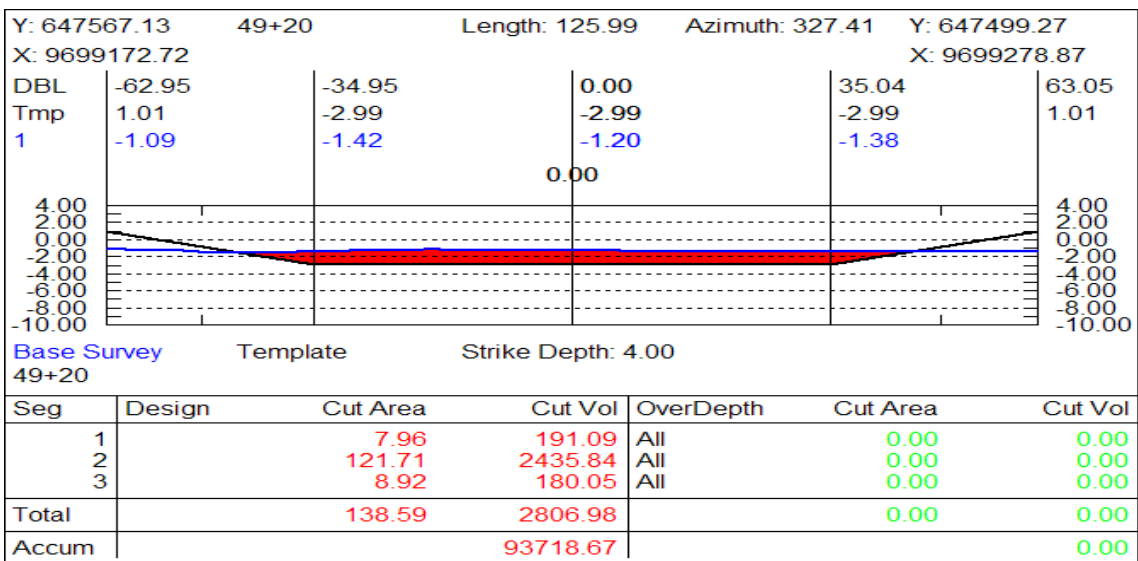 Y: 647567.13 49+20 Length: 125.99 Azimuth: 327.41 Y: 647499.27
X: 9699172.72 X: 9699278.87
DBL -62.95 -34.95 0.00 35.04 63.05
Tmp 1.01 -2.99 -2.99 -2.99 1.01
1 -1.09 -1.42 -1.20 -1.38
0.00
4.00 4.00
2.00 2.00
0.00 0.00
-2.00 -2.00
-4.00 -4.00
-6.00 -6.00
-8.00 -8.00
-10.00 -10.00
Base Survey Template Strike Depth: 4.00
49+20
Seg Design Cut Area Cut Vol OverDepth Cut Area Cut Vol
1 7.96 191.09 All 0.00 0.00
2 121.71 2435.84 All 0.00 0.00
3 8.92 180.05 All 0.00 0.00
Total 138.59 2806.98 0.00 0.00
Accum 93718.67 0.00